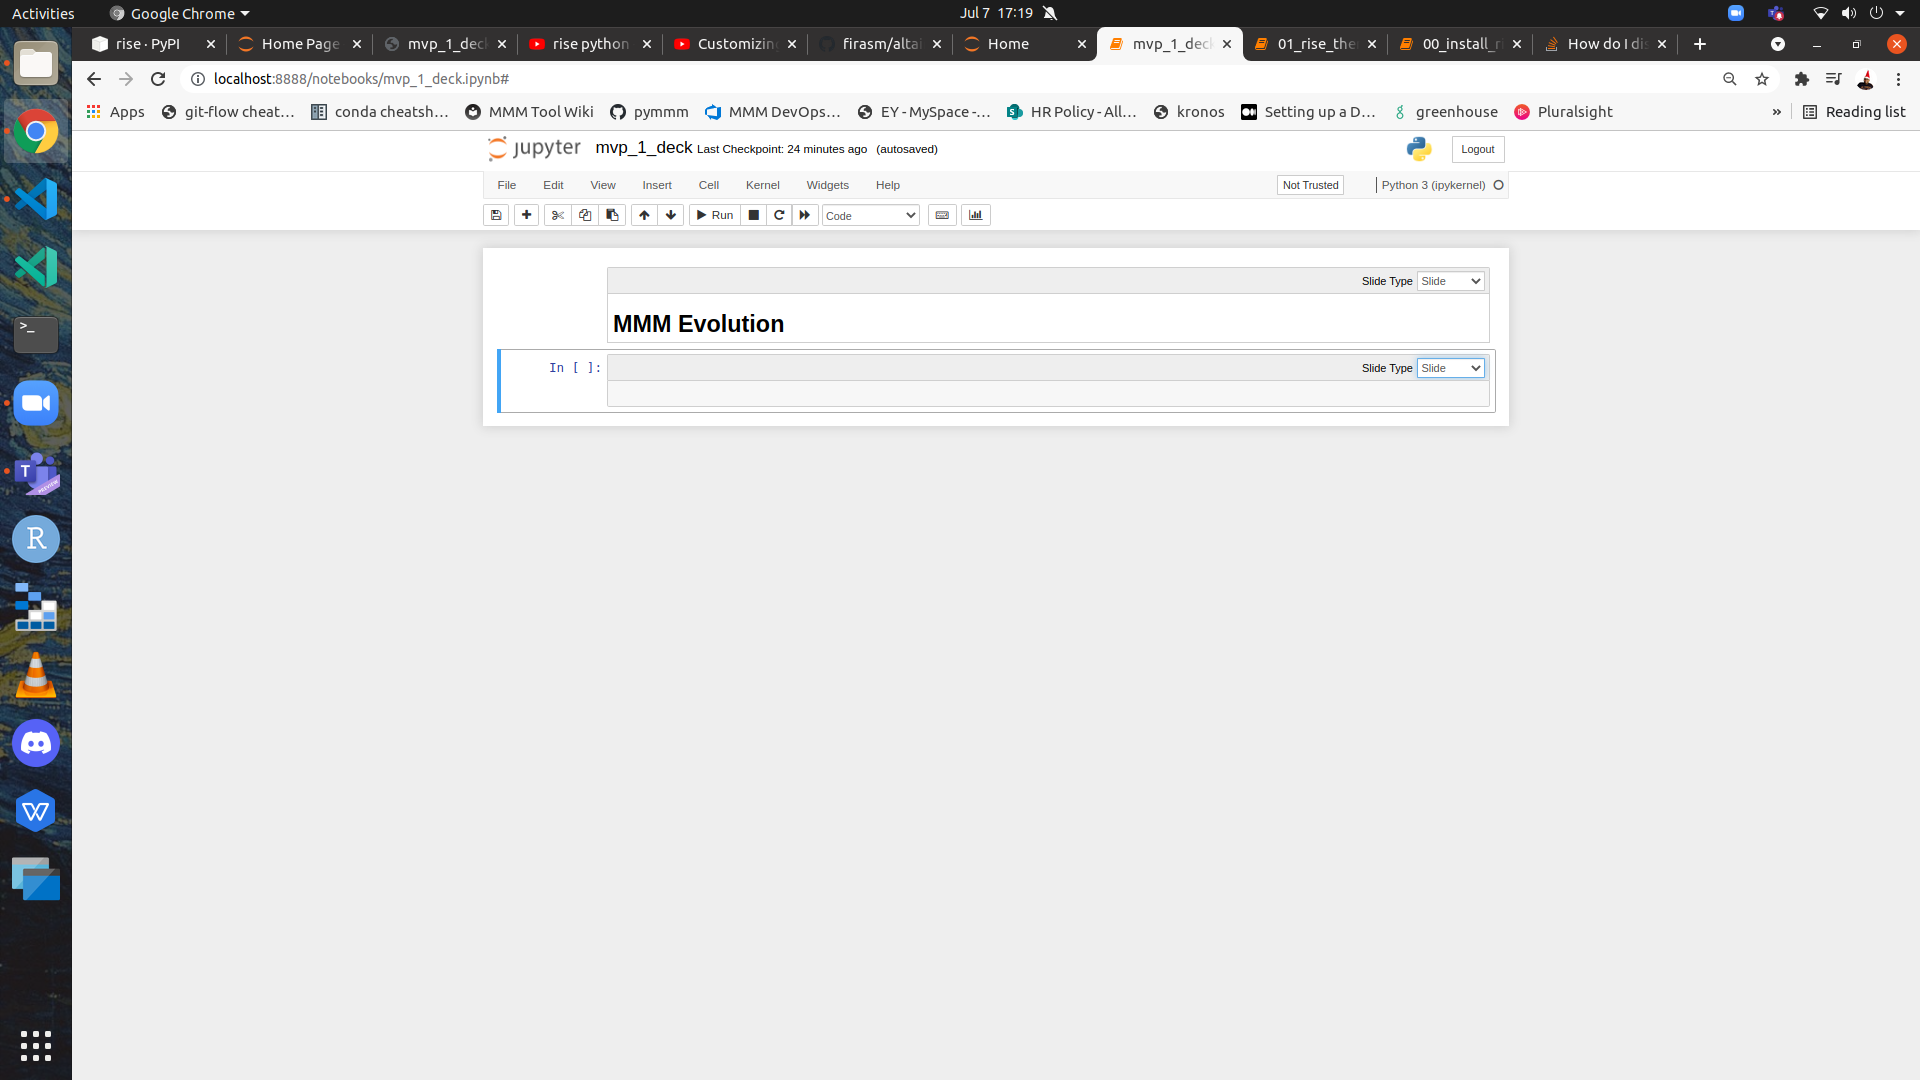 Activities
Google Chrome
Jul 7 17:19
rise · PyPI
Home Page
mvp_1_deck
rise python
Customizing
firasm/altai
Home
mvp_1_deck
01_rise_the
00_install_ri
How do I dis
localhost:8888/notebooks/mvp_1_deck.ipynb#
Apps
git-flow cheat…
conda cheatsh…
MMM Tool Wiki
pymmm
MMM DevOps…
EY - MySpace -…
HR Policy - All…
kronos
Setting up a D…
greenhouse
Pluralsight
»
Reading list
jupyter
mvp_1_deck Last Checkpoint: 24 minutes ago (autosaved)
Logout
File
Edit
View
Insert
Cell
Kernel
Widgets
Help
Not Trusted
Python 3 (ipykernel)
Run
Code
Slide Type
Slide
MMM Evolution
In [ ]:
Slide Type
Slide
>_
T
PREVIEW
R
W